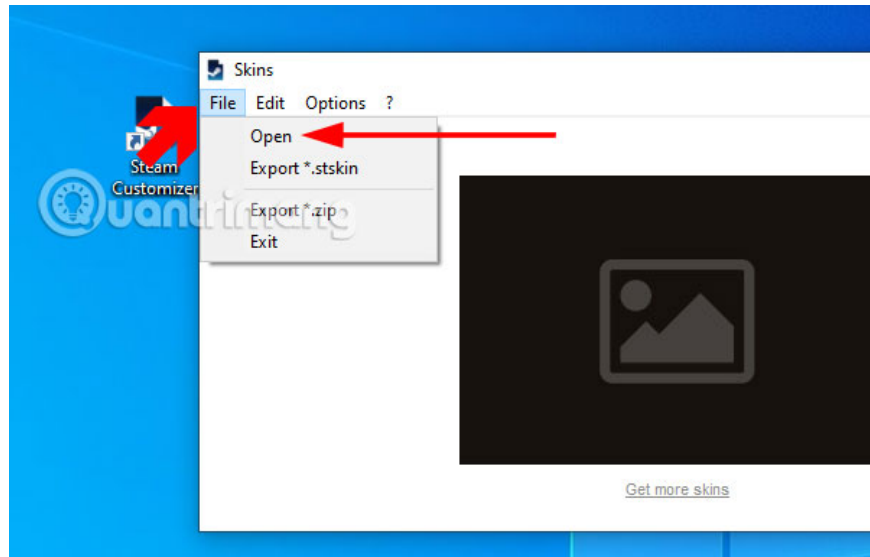 Skins
File Edit Options ?
Open
Export *.stskin
Export *.zip
Exit
Steam
Customizer
Quantrimang
Get more skins